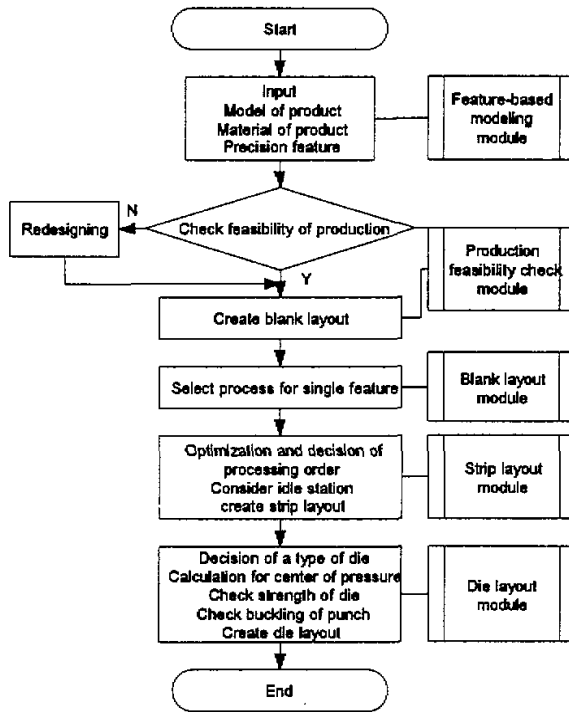 Start
Input
Model of product
Material of product
Precision feature
Feature-based
modeling
module
N
Redesigning
Check feasibility of production
Y
Production
feasibility check
module
Create blank layout
Select process for single feature
Blank layout
module
Optimization and decision of
processing order
Consider idle station
create strip layout
Strip layout
module
Decision of a type of die
Calculation for center of pressure
Check strength of die
Check buckling of punch
Create die layout
Die layout
module
End